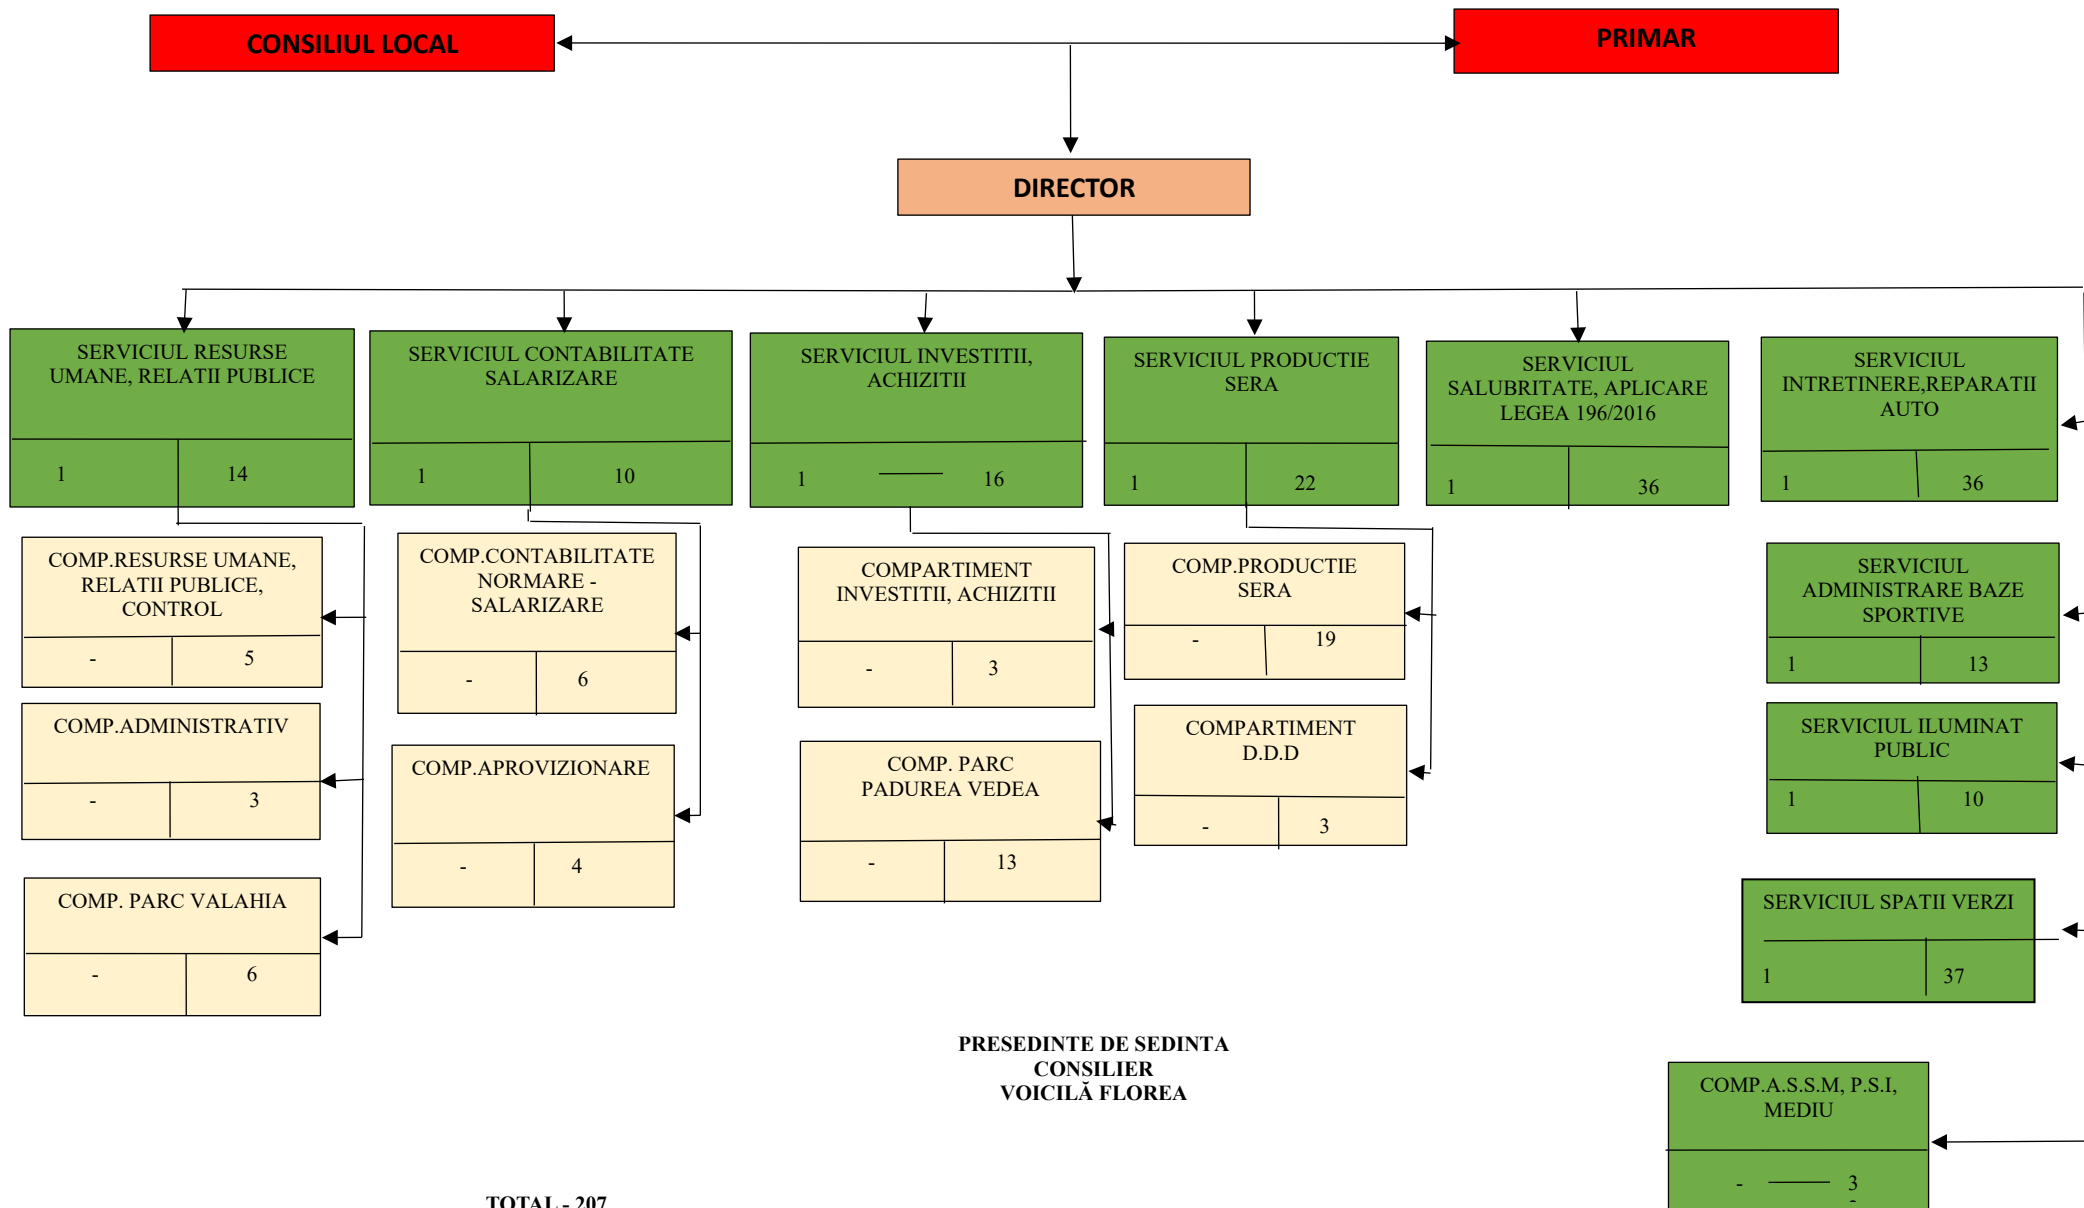 CONSILIUL LOCAL
PRIMAR
DIRECTOR
SERVICIUL RESURSE
UMANE, RELATII PUBLICE
1 14
SERVICIUL CONTABILITATE
SALARIZARE
1 10
SERVICIUL INVESTITII,
ACHIZITII
1 16
SERVICIUL PRODUCTIE
SERA
1 22
SERVICIUL
SALUBRITATE, APLICARE
LEGEA 196/2016
1 36
SERVICIUL
INTRETINERE,REPARATII
AUTO
1 36
COMP.RESURSE UMANE,
RELATII PUBLICE,
CONTROL
- 5
COMP.ADMINISTRATIV
- 3
COMP. PARC VALAHIA
- 6
COMP.CONTABILITATE
NORMARE -
SALARIZARE
- 6
COMP.APROVIZIONARE
- 4
COMPARTIMENT
INVESTITII, ACHIZITII
- 3
COMP. PARC
PADUREA VEDEA
- 13
COMP.PRODUCTIE
SERA
- 19
COMPARTIMENT
D.D.D
- 3
SERVICIUL
ADMINISTRARE BAZE
SPORTIVE
1 13
SERVICIUL ILUMINAT
PUBLIC
1 10
SERVICIUL SPATII VERZI
1 37
COMP.A.S.S.M, P.S.I,
MEDIU
- 3
PRESEDINTE DE SEDINTA
CONSILIER
VOICILĂ FLOREA
TOTAL - 207